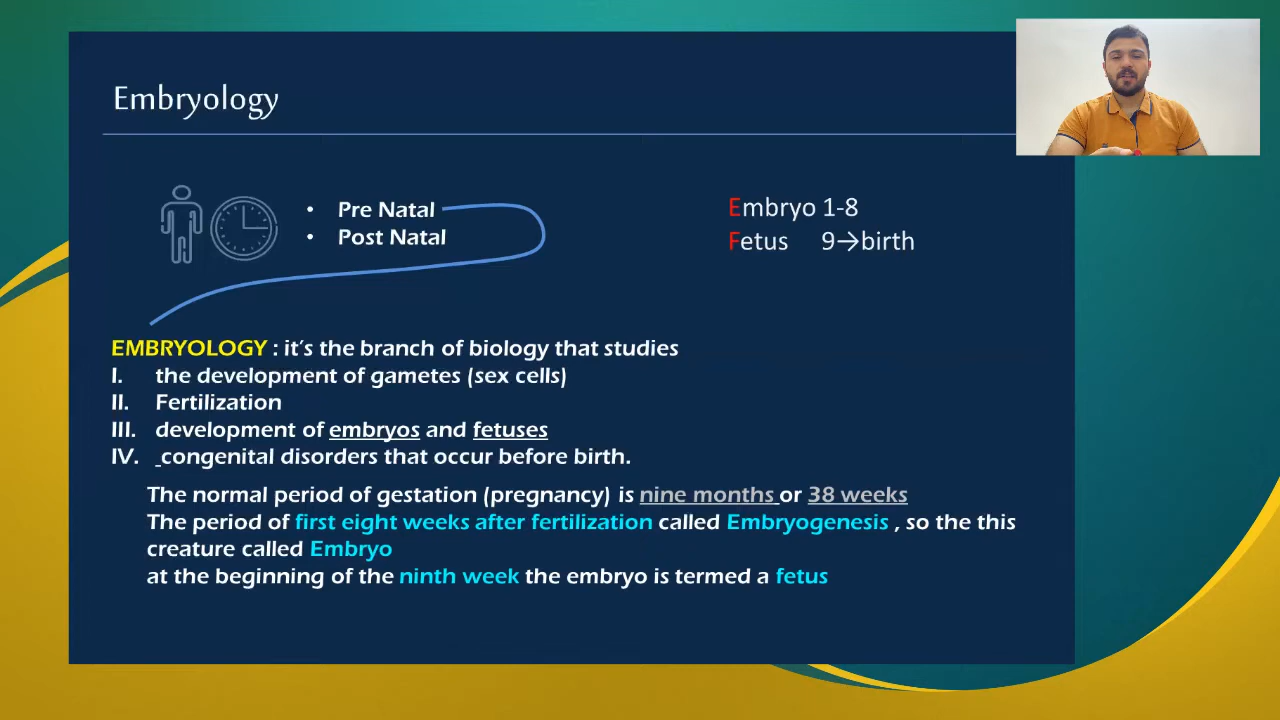 Embryology
• Pre Natal
• Post Natal
Embryo 1-8
Fetus 9→birth
EMBRYOLOGY : it's the branch of biology that studies
I. the development of gametes (sex cells)
II. Fertilization
III. development of embryos and fetuses
IV. _congenital disorders that occur before birth.
The normal period of gestation (pregnancy) is nine months or 38 weeks
The period of first eight weeks after fertilization called Embryogenesis , so the this
creature called Embryo
at the beginning of the ninth week the embryo is termed a fetus